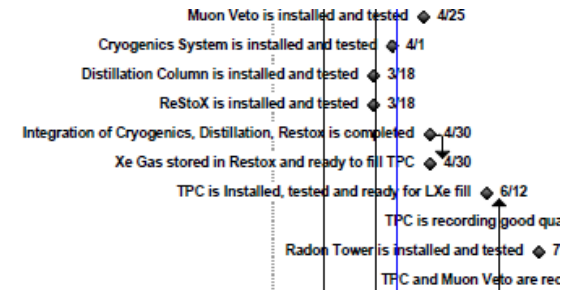 Muon Veto is installed and tested 4/25
Cryogenics System is installed and tested 4/1
Distillation Column is installed and tested 3/18
ReStoX is installed and tested 3/18
Integration of Cryogenics, Distillation, Restox is completed 4/30
Xe Gas stored in Restox and ready to fill TPC 4/30
TPC is Installed, tested and ready for LXe fill 6/12
TPC is recording good qua
Radon Tower is installed and tested 7
TPC and Muon Veto are rec